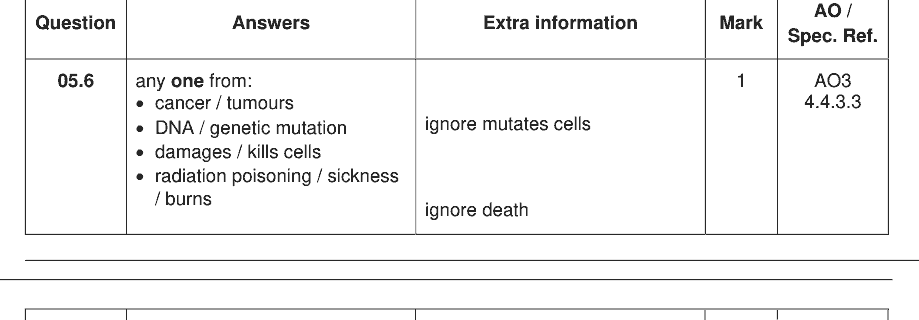 Question Answers Extra information Mark AO / Spec. Ref.
05.6 any one from: 1 AO3
• cancer / tumours 4.4.3.3
• DNA / genetic mutation ignore mutates cells
• damages / kills cells
• radiation poisoning / sickness
/ burns ignore death